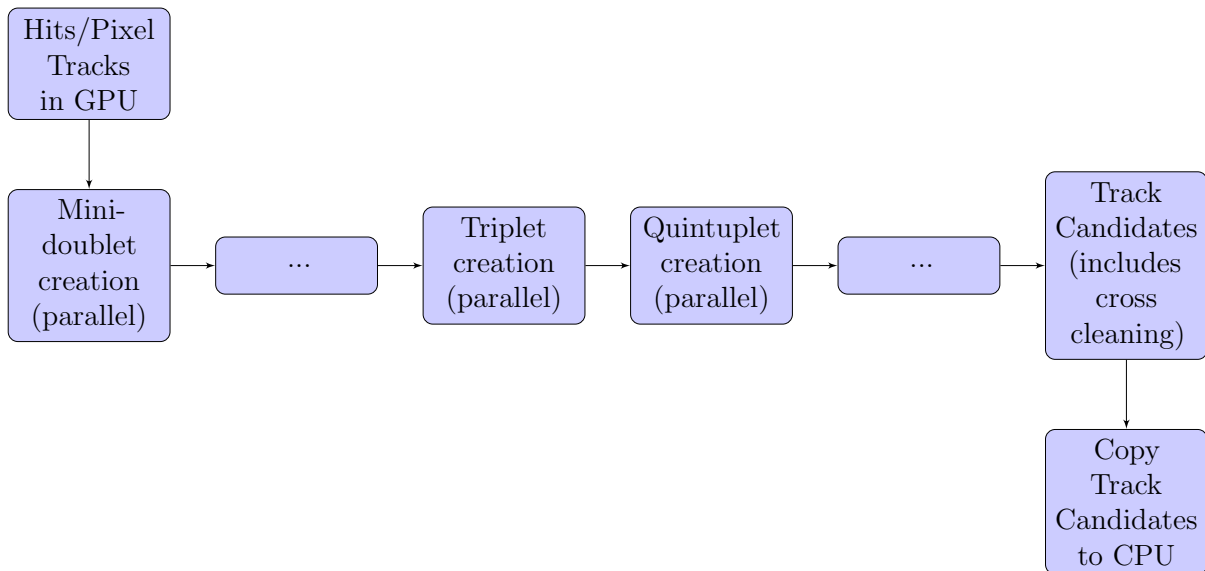 Hits/Pixel
Tracks
in GPU
Mini-
doublet
creation
(parallel)
...
Triplet
creation
(parallel)
Quintuplet
creation
(parallel)
...
Track
Candidates
(includes
cross
cleaning)
Copy
Track
Candidates
to CPU